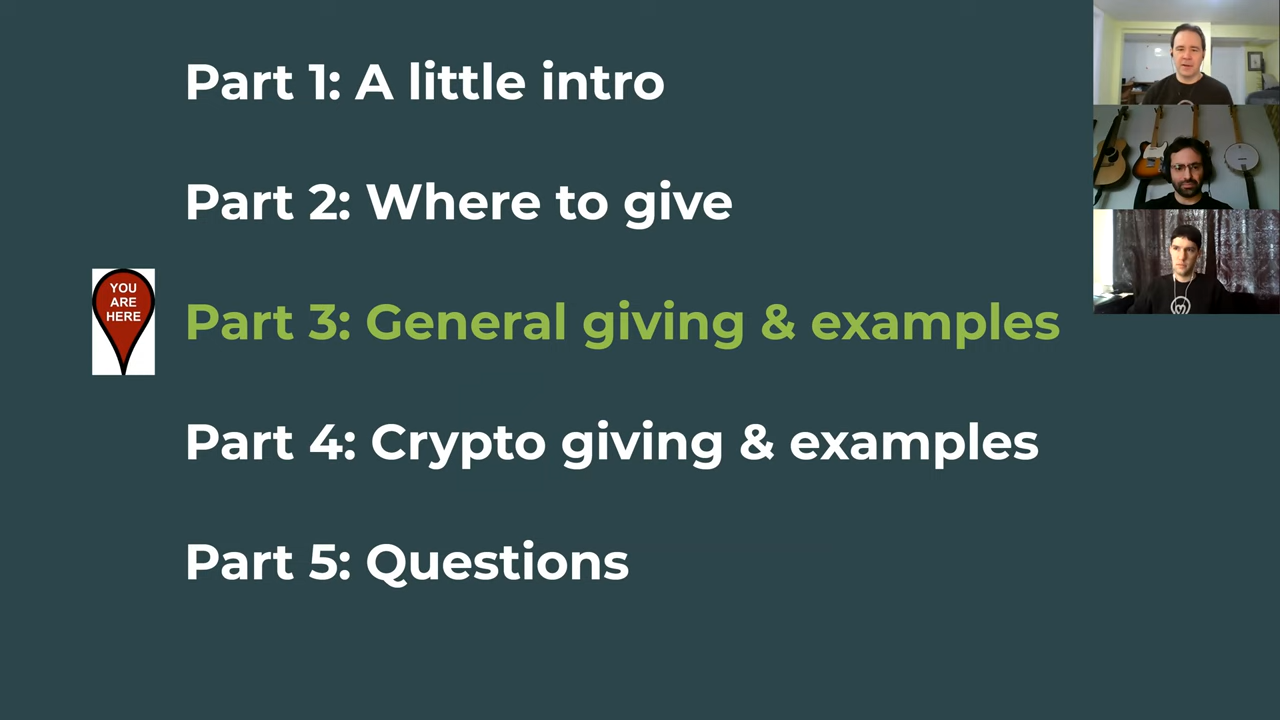 Part 1: A little intro
Part 2: Where to give
YOU
ARE
HERE
Part 3: General giving & examples
Part 4: Crypto giving & examples
Part 5: Questions